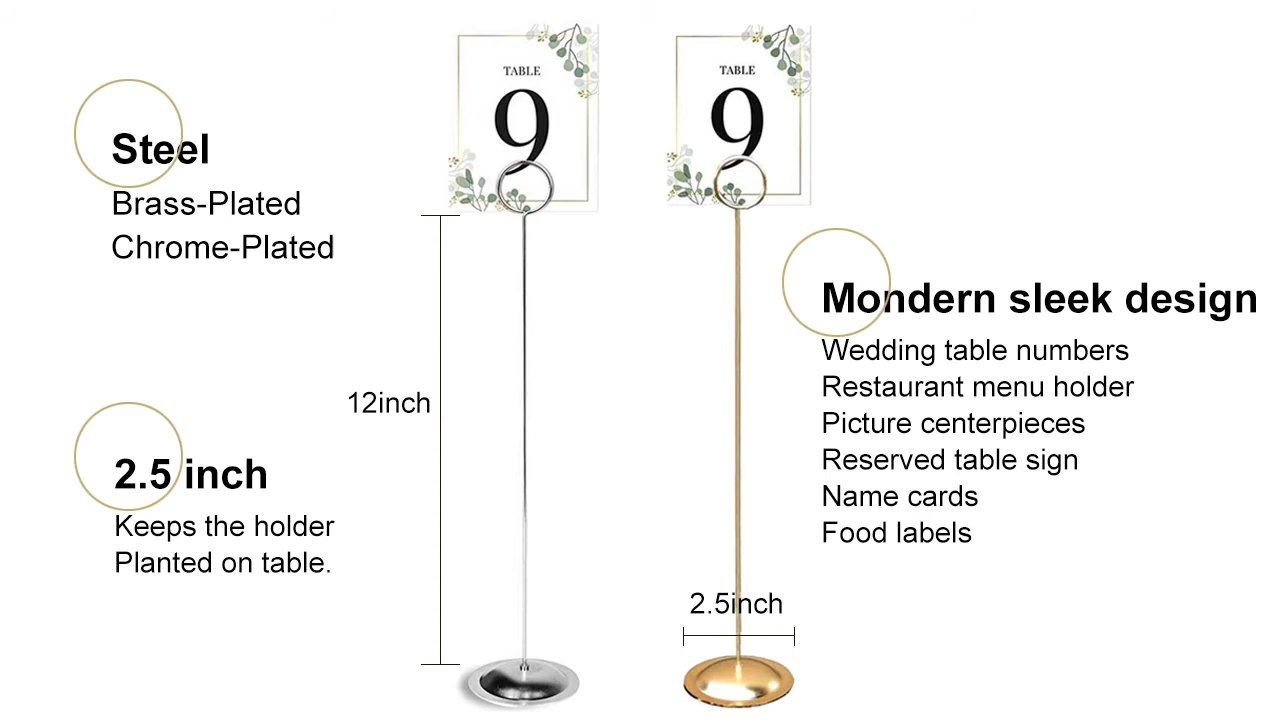 TABLE
9
TABLE
9
Steel
Brass-Plated
Chrome-Plated
Mondern sleek design
Wedding table numbers
Restaurant menu holder
Picture centerpieces
Reserved table sign
Name cards
Food labels
12inch
2.5 inch
Keeps the holder
Planted on table.
2.5inch